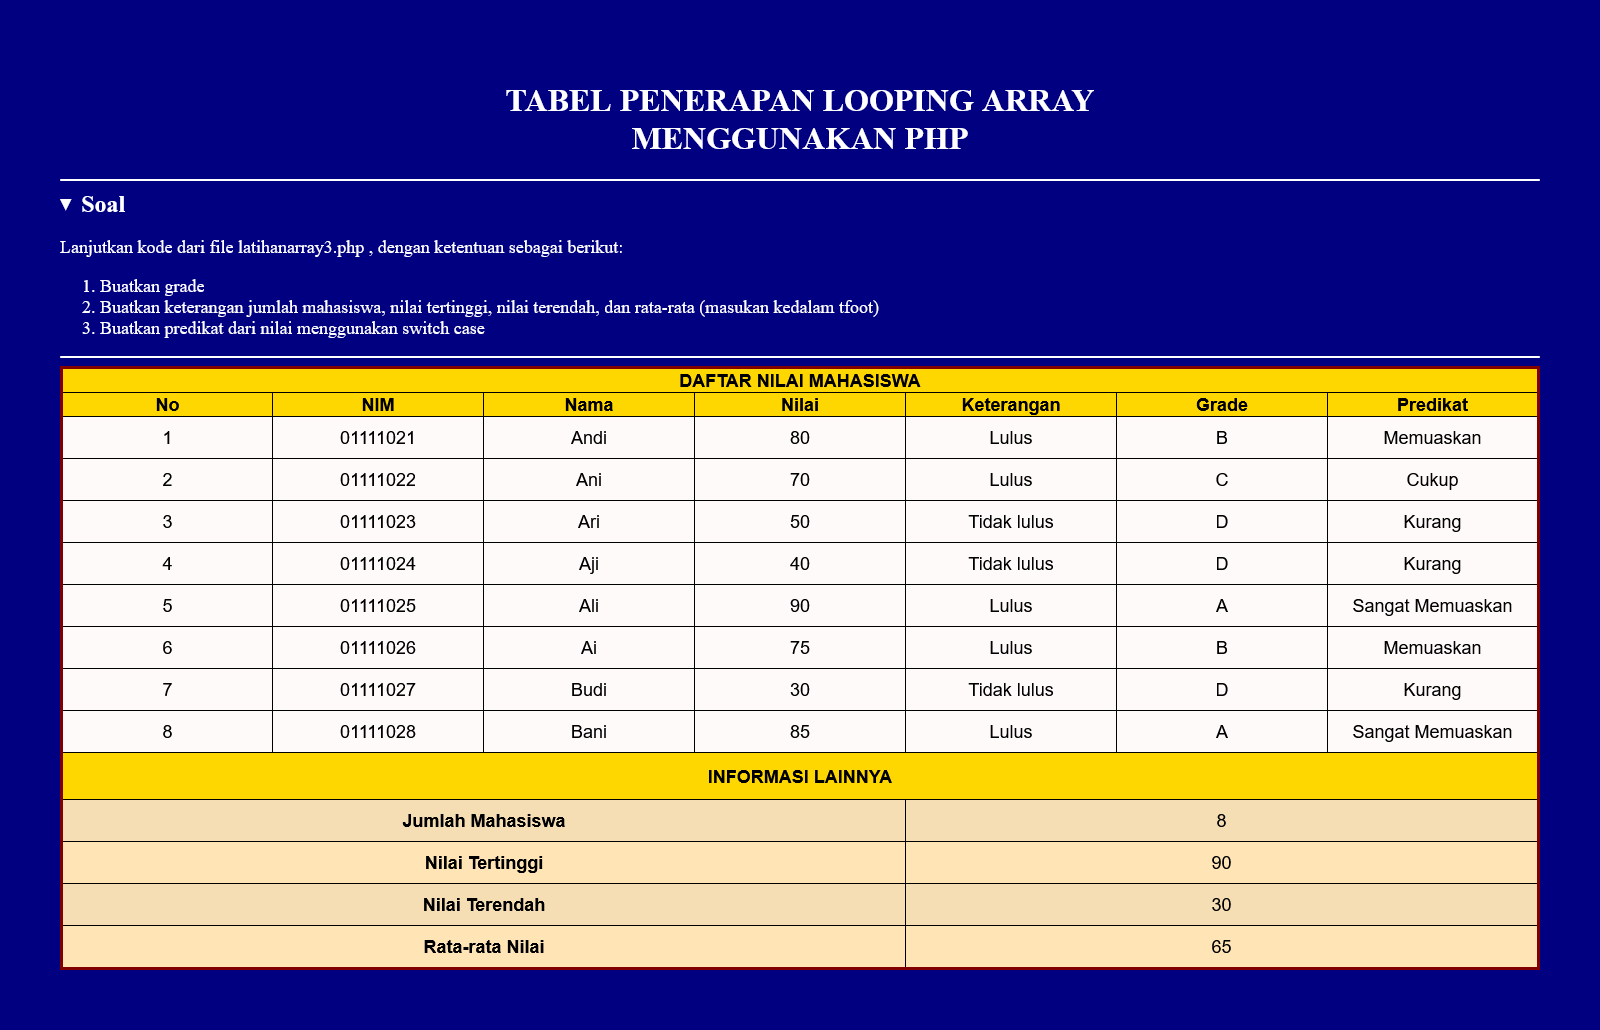 TABEL PENERAPAN LOOPING ARRAY
MENGGUNAKAN PHP
▼ Soal
Lanjutkan kode dari file latihanarray3.php , dengan ketentuan sebagai berikut:
1. Buatkan grade
2. Buatkan keterangan jumlah mahasiswa, nilai tertinggi, nilai terendah, dan rata-rata (masukan kedalam tfoot)
3. Buatkan predikat dari nilai menggunakan switch case
DAFTAR NILAI MAHASISWA
No NIM Nama Nilai Keterangan Grade Predikat
1 01111021 Andi 80 Lulus B Memuaskan
2 01111022 Ani 70 Lulus C Cukup
3 01111023 Ari 50 Tidak lulus D Kurang
4 01111024 Aji 40 Tidak lulus D Kurang
5 01111025 Ali 90 Lulus A Sangat Memuaskan
6 01111026 Ai 75 Lulus B Memuaskan
7 01111027 Budi 30 Tidak lulus D Kurang
8 01111028 Bani 85 Lulus A Sangat Memuaskan
INFORMASI LAINNYA
Jumlah Mahasiswa 8
Nilai Tertinggi 90
Nilai Terendah 30
Rata-rata Nilai 65